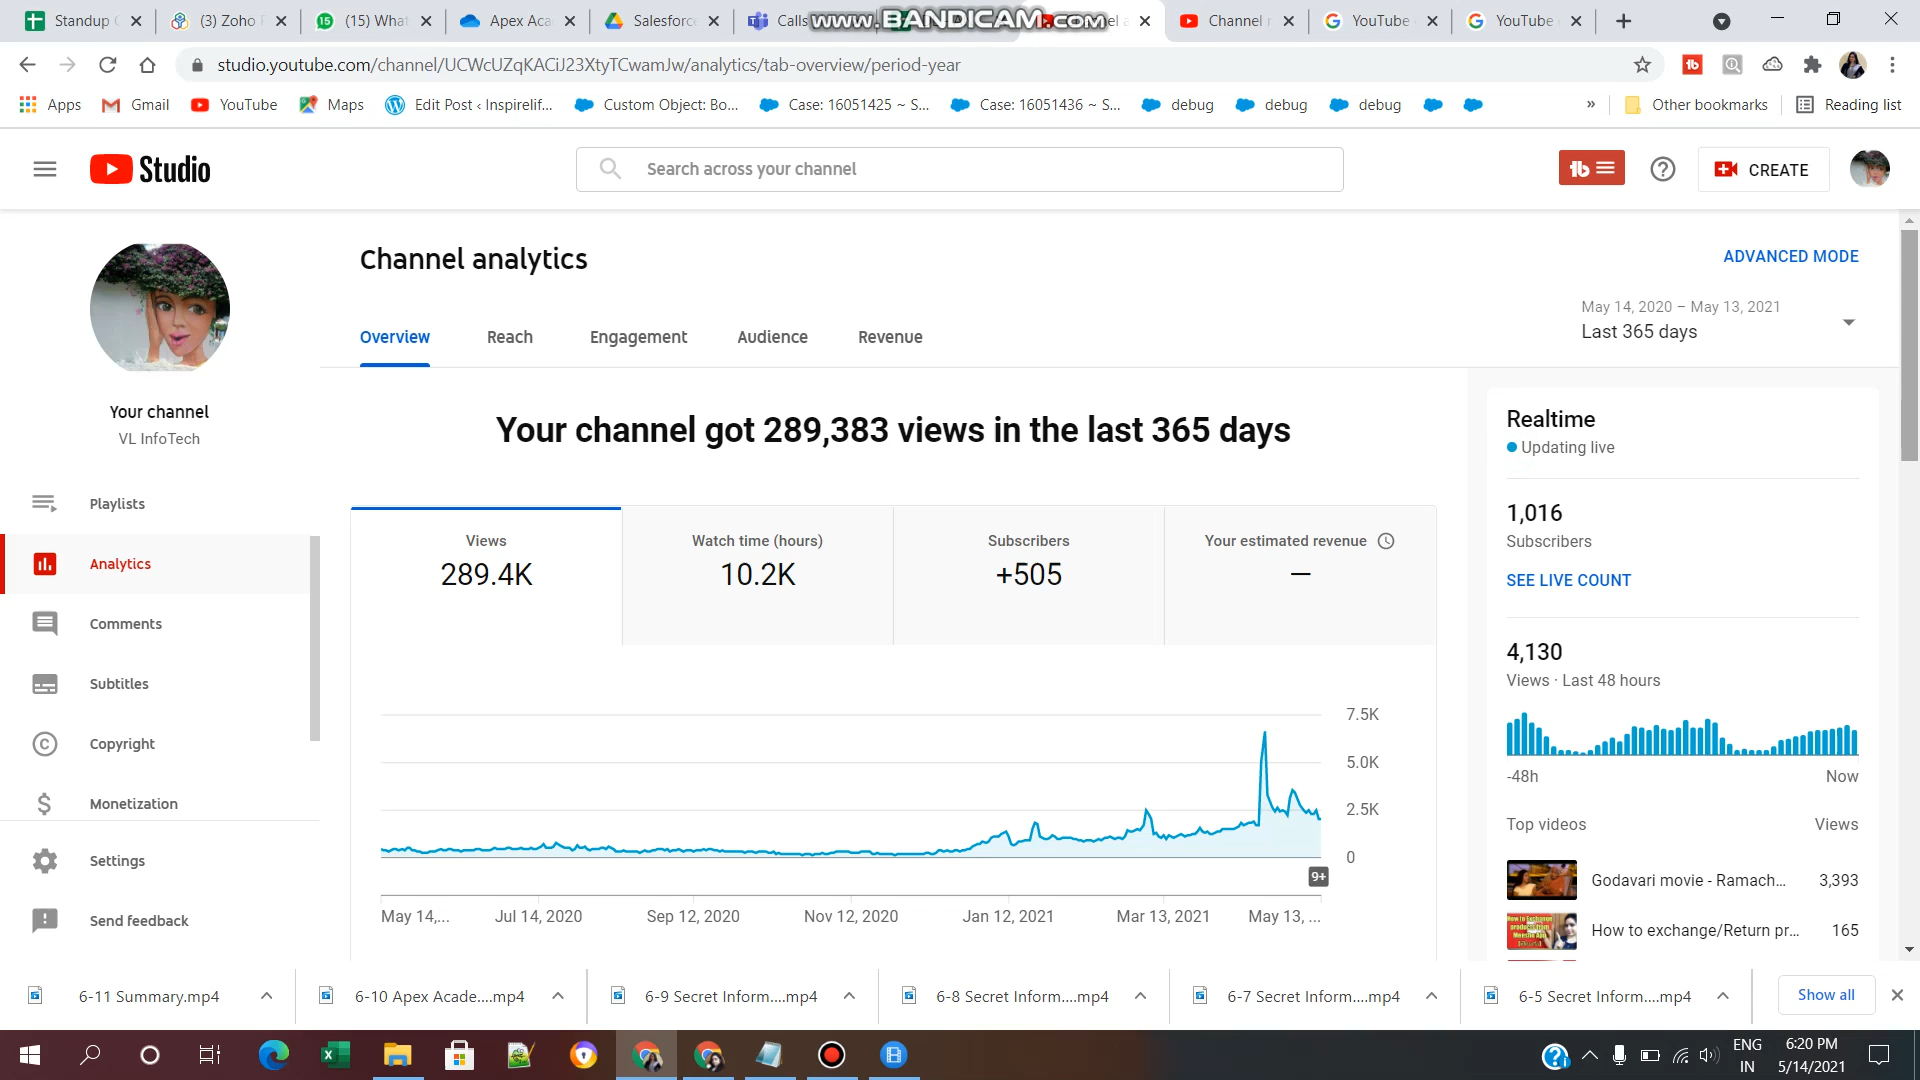 Standup
(3) Zoho
(15) What
Apex Aca
Salesforc
Calls
www.BANDICAM.com
Channel
YouTube
YouTube
studio.youtube.com/channel/UCWcUZqKACiJ23XtyTCwamJw/analytics/tab-overview/period-year
Apps
Gmail
YouTube
Maps
Edit Post ‹ Inspirelif...
Custom Object: Bo...
Case: 16051425 ~ S...
Case: 16051436 ~ S...
debug
debug
debug
»
Other bookmarks
Reading list
Studio
Search across your channel
CREATE
Channel analytics
ADVANCED MODE
May 14, 2020 – May 13, 2021
Last 365 days
Overview
Reach
Engagement
Audience
Revenue
Your channel
VL InfoTech
Playlists
Analytics
Comments
Subtitles
Copyright
Monetization
Settings
Send feedback
Your channel got 289,383 views in the last 365 days
Views
289.4K
Watch time (hours)
10.2K
Subscribers
+505
Your estimated revenue
—
7.5K
5.0K
2.5K
0
9+
May 14,...
Jul 14, 2020
Sep 12, 2020
Nov 12, 2020
Jan 12, 2021
Mar 13, 2021
May 13, ...
Realtime
Updating live
1,016
Subscribers
SEE LIVE COUNT
4,130
Views · Last 48 hours
-48h
Now
Top videos
Views
Godavari movie - Ramach...
3,393
How to exchange/Return pr...
165
6-11 Summary.mp4
6-10 Apex Acade....mp4
6-9 Secret Inform....mp4
6-8 Secret Inform....mp4
6-7 Secret Inform....mp4
6-5 Secret Inform....mp4
Show all
ENG
IN
6:20 PM
5/14/2021